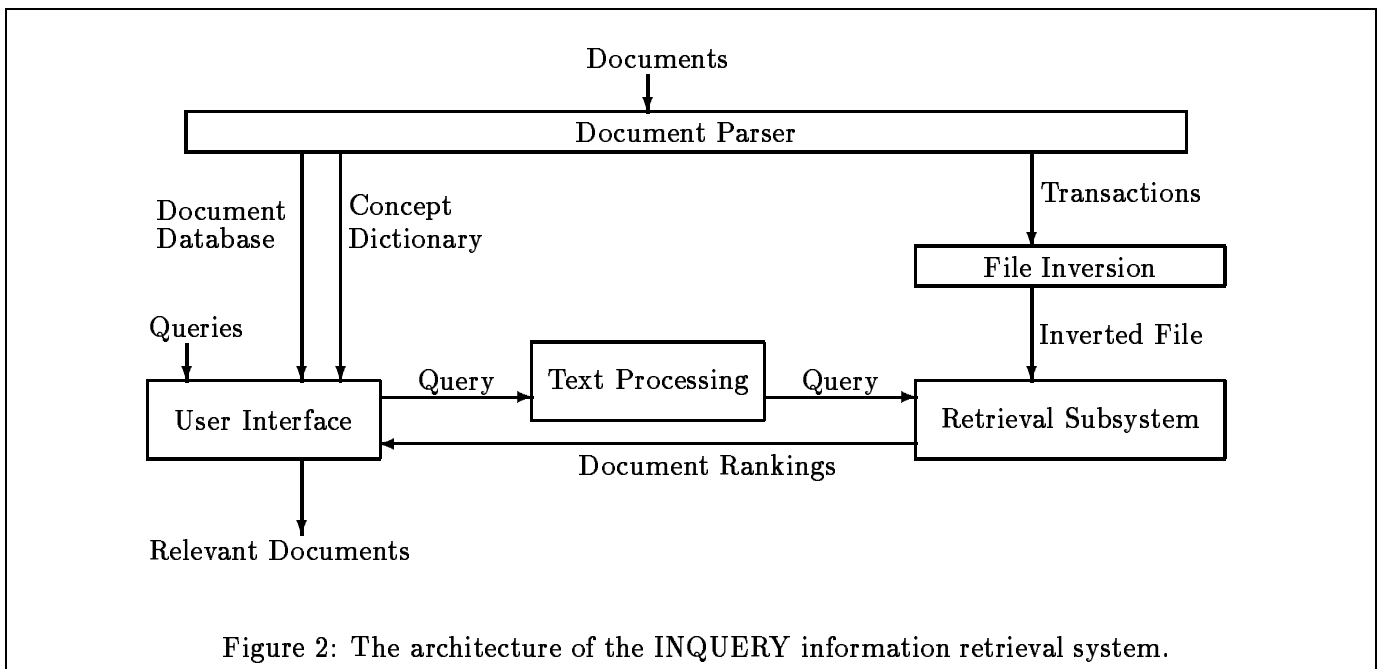 Documents
Document Parser
Document
Database
Concept
Dictionary
Transactions
File Inversion
Queries
Inverted File
Query
Text Processing
Query
User Interface
Retrieval Subsystem
Document Rankings
Relevant Documents
Figure 2: The architecture of the INQUERY information retrieval system.